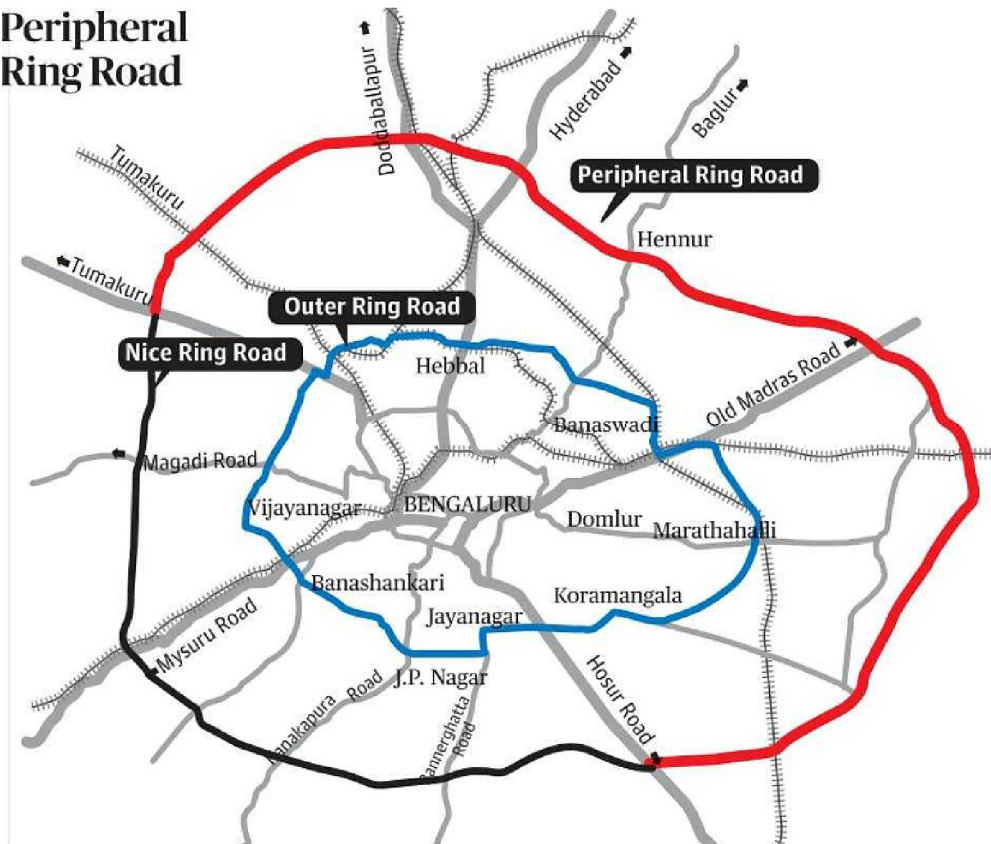 Peripheral
Ring Road
Doddaballapur
Hyderabad
Baglur
Tumakuru
Peripheral Ring Road
Hennur
Tumakuru
Outer Ring Road
Nice Ring Road
Hebbal
Old Madras Road
Banaswadi
Magadi Road
Vijayanagar
BENGALURU
Domlur
Marathahalli
Banashankari
Koramangala
Jayanagar
Mysuru Road
J.P. Nagar
Hosur Road
Kanakapura Road
Bannerghatta
Road